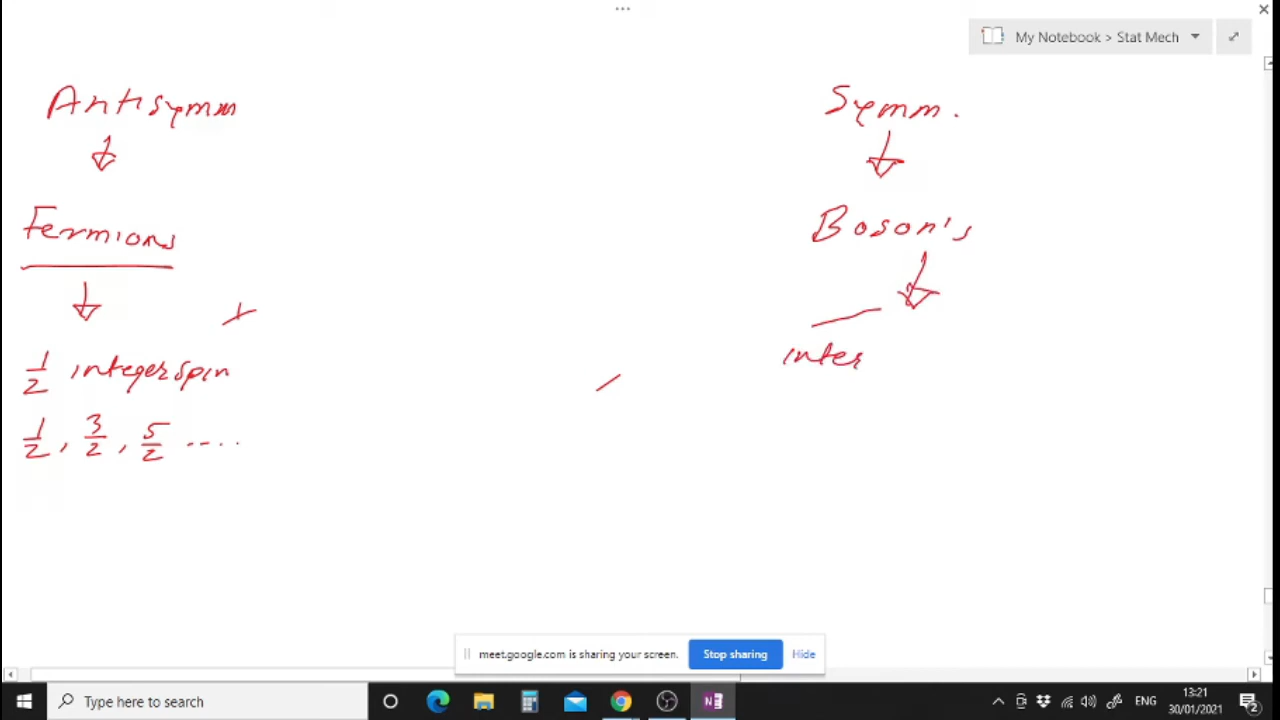 My Notebook > Stat Mech
Antisymm
Symm.
Fermions
Boson's
1/2 integer spin
inter
1/2, 3/2, 5/2 .....
meet.google.com is sharing your screen.
Stop sharing
Hide
Type here to search
ENG
13:21
30/01/2021
2